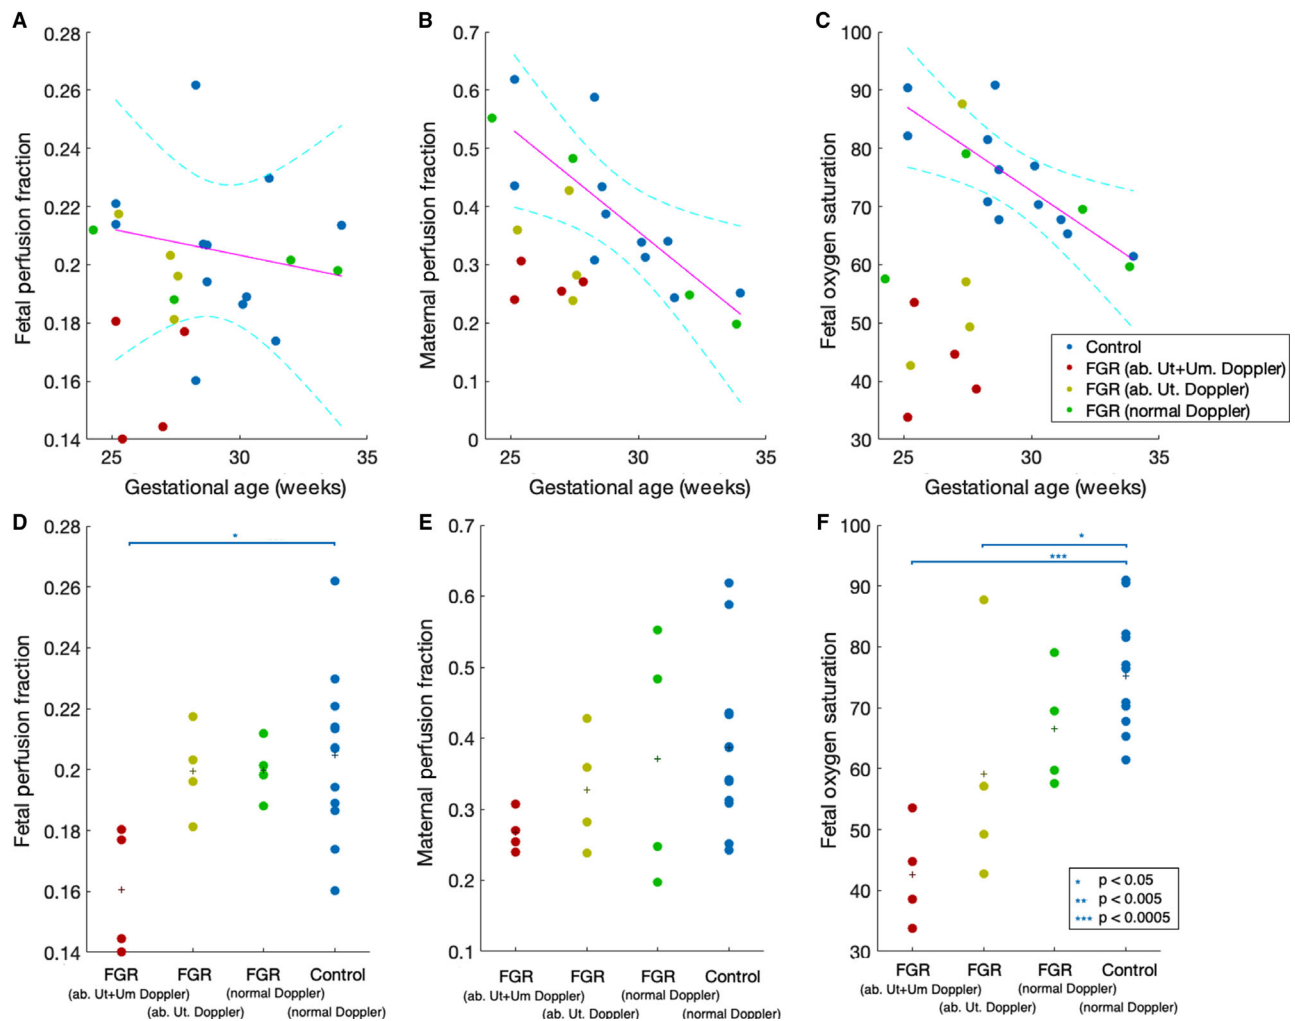 A
0.28
0.26
0.24
0.22
0.2
0.18
0.16
0.14
25
30
35
Fetal perfusion fraction
Gestational age (weeks)
B
0.7
0.6
0.5
0.4
0.3
0.2
0.1
0
25
30
35
Maternal perfusion fraction
Gestational age (weeks)
C
100
90
80
70
60
50
40
30
25
30
35
Fetal oxygen saturation
Gestational age (weeks)
Control
FGR (ab. Ut+Um. Doppler)
FGR (ab. Ut. Doppler)
FGR (normal Doppler)
D
0.28
0.26
0.24
0.22
0.2
0.18
0.16
0.14
Fetal perfusion fraction
*
FGR
(ab. Ut+Um Doppler)
FGR
(ab. Ut. Doppler)
FGR
(normal Doppler)
Control
(normal Doppler)
E
0.7
0.6
0.5
0.4
0.3
0.2
0.1
Maternal perfusion fraction
FGR
(ab. Ut+Um Doppler)
FGR
(ab. Ut. Doppler)
FGR
(normal Doppler)
Control
(normal Doppler)
F
100
90
80
70
60
50
40
30
Fetal oxygen saturation
*
***
* p < 0.05
** p < 0.005
*** p < 0.0005
FGR
(ab. Ut+Um Doppler)
FGR
(ab. Ut. Doppler)
FGR
(normal Doppler)
Control
(normal Doppler)